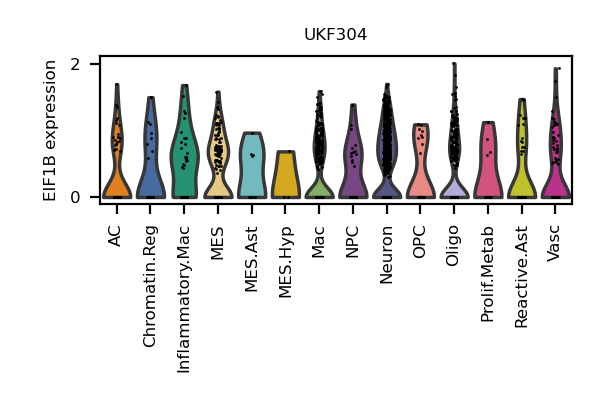 UKF304
EIF1B expression
2
0
AC
Chromatin.Reg
Inflammatory.Mac
MES
MES.Ast
MES.Hyp
Mac
NPC
Neuron
OPC
Oligo
Prolif.Metab
Reactive.Ast
Vasc